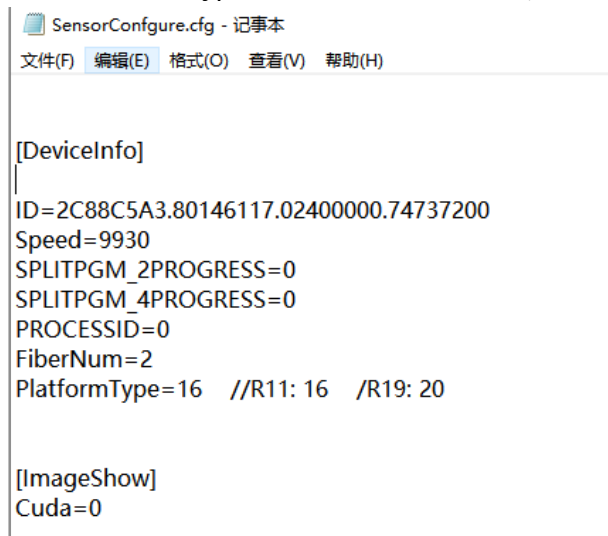 SensorConfgure.cfg - 记事本
文件(F) 编辑(E) 格式(O) 查看(V) 帮助(H)
[DeviceInfo]
ID=2C88C5A3.80146117.02400000.74737200
Speed=9930
SPLITPGM_2PROGRESS=0
SPLITPGM_4PROGRESS=0
PROCESSID=0
FiberNum=2
PlatformType=16 //R11: 16 /R19: 20
[ImageShow]
Cuda=0